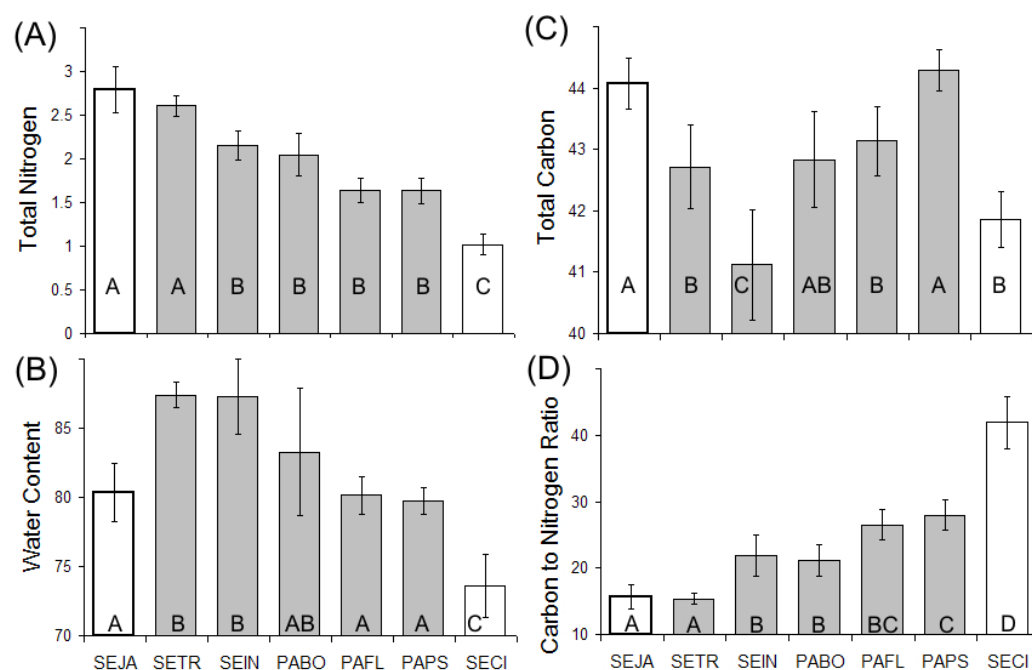 (A)
Total Nitrogen
3
2.5
2
1.5
1
0.5
0
A A B B B B C
(C)
Total Carbon
44
43
42
41
40
A B C AB B A B
(B)
Water Content
85
80
75
70
A B B AB A A C
SEJA SETR SEIN PABO PAFL PAPS SECI
(D)
Carbon to Nitrogen Ratio
40
30
20
10
A A B B BC C D
SEJA SETR SEIN PABO PAFL PAPS SECI